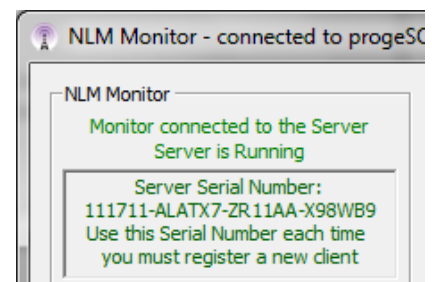 NLM Monitor - connected to progeSC
NLM Monitor
Monitor connected to the Server
Server is Running
Server Serial Number:
111711-ALATX7-ZR11AA-X98WB9
Use this Serial Number each time
you must register a new client